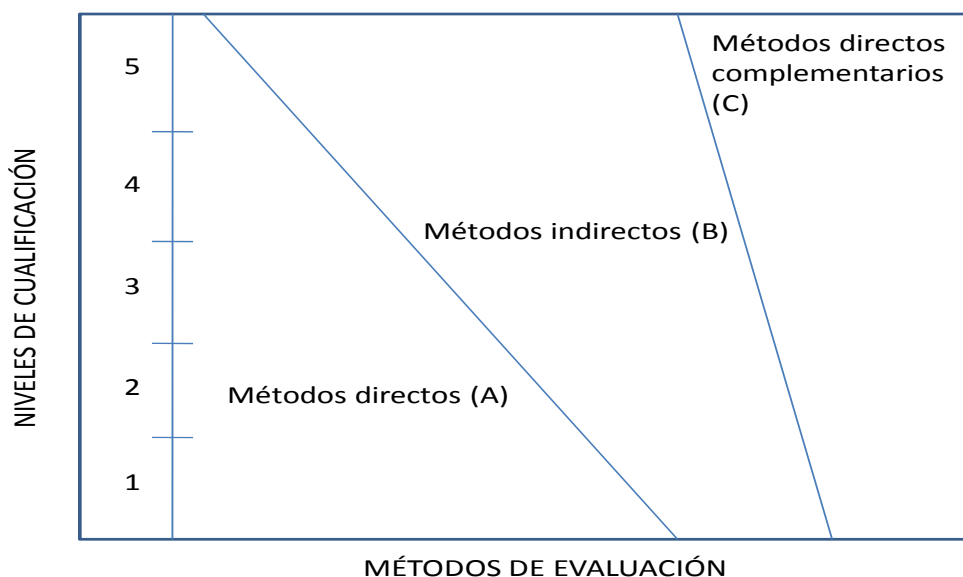 NIVELES DE CUALIFICACIÓN
5
4
3
2
1
Métodos directos
complementarios
(C)
Métodos indirectos (B)
Métodos directos (A)
MÉTODOS DE EVALUACIÓN